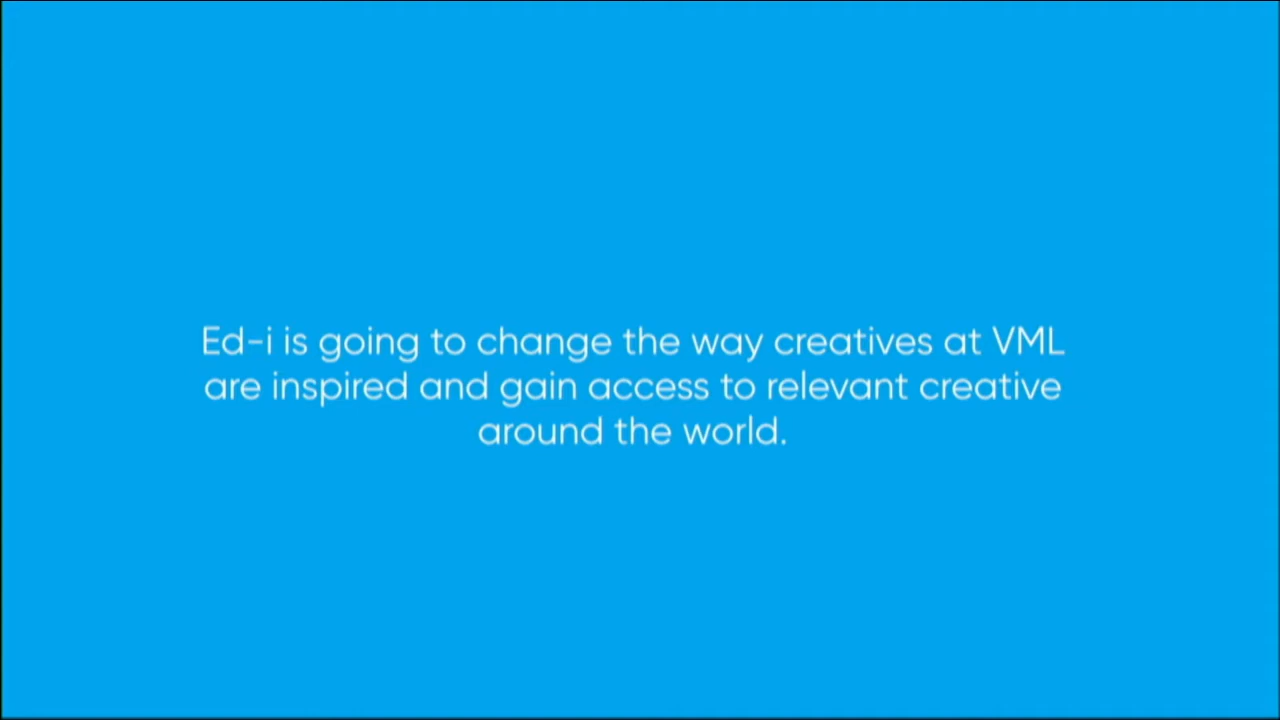 Ed-i is going to change the way creatives at VML
are inspired and gain access to relevant creative
around the world.